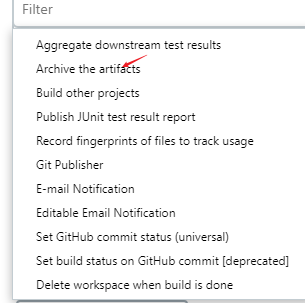 Filter
Aggregate downstream test results
Archive the artifacts
Build other projects
Publish JUnit test result report
Record fingerprints of files to track usage
Git Publisher
E-mail Notification
Editable Email Notification
Set GitHub commit status (universal)
Set build status on GitHub commit [deprecated]
Delete workspace when build is done